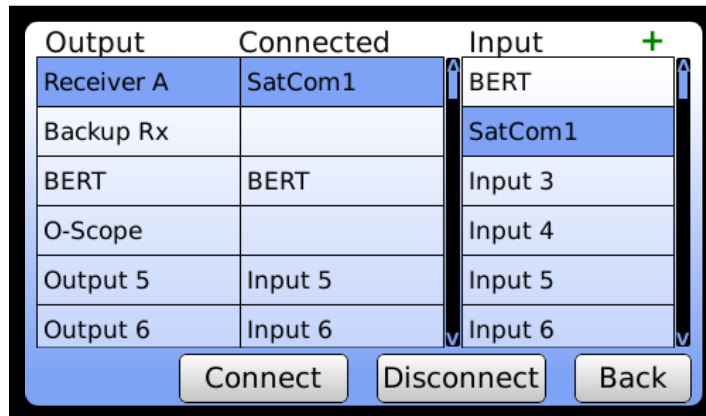 Output Connected Input +
Receiver A SatCom1 BERT
Backup Rx SatCom1
BERT BERT Input 3
O-Scope Input 4
Output 5 Input 5 Input 5
Output 6 Input 6 Input 6
Connect Disconnect Back